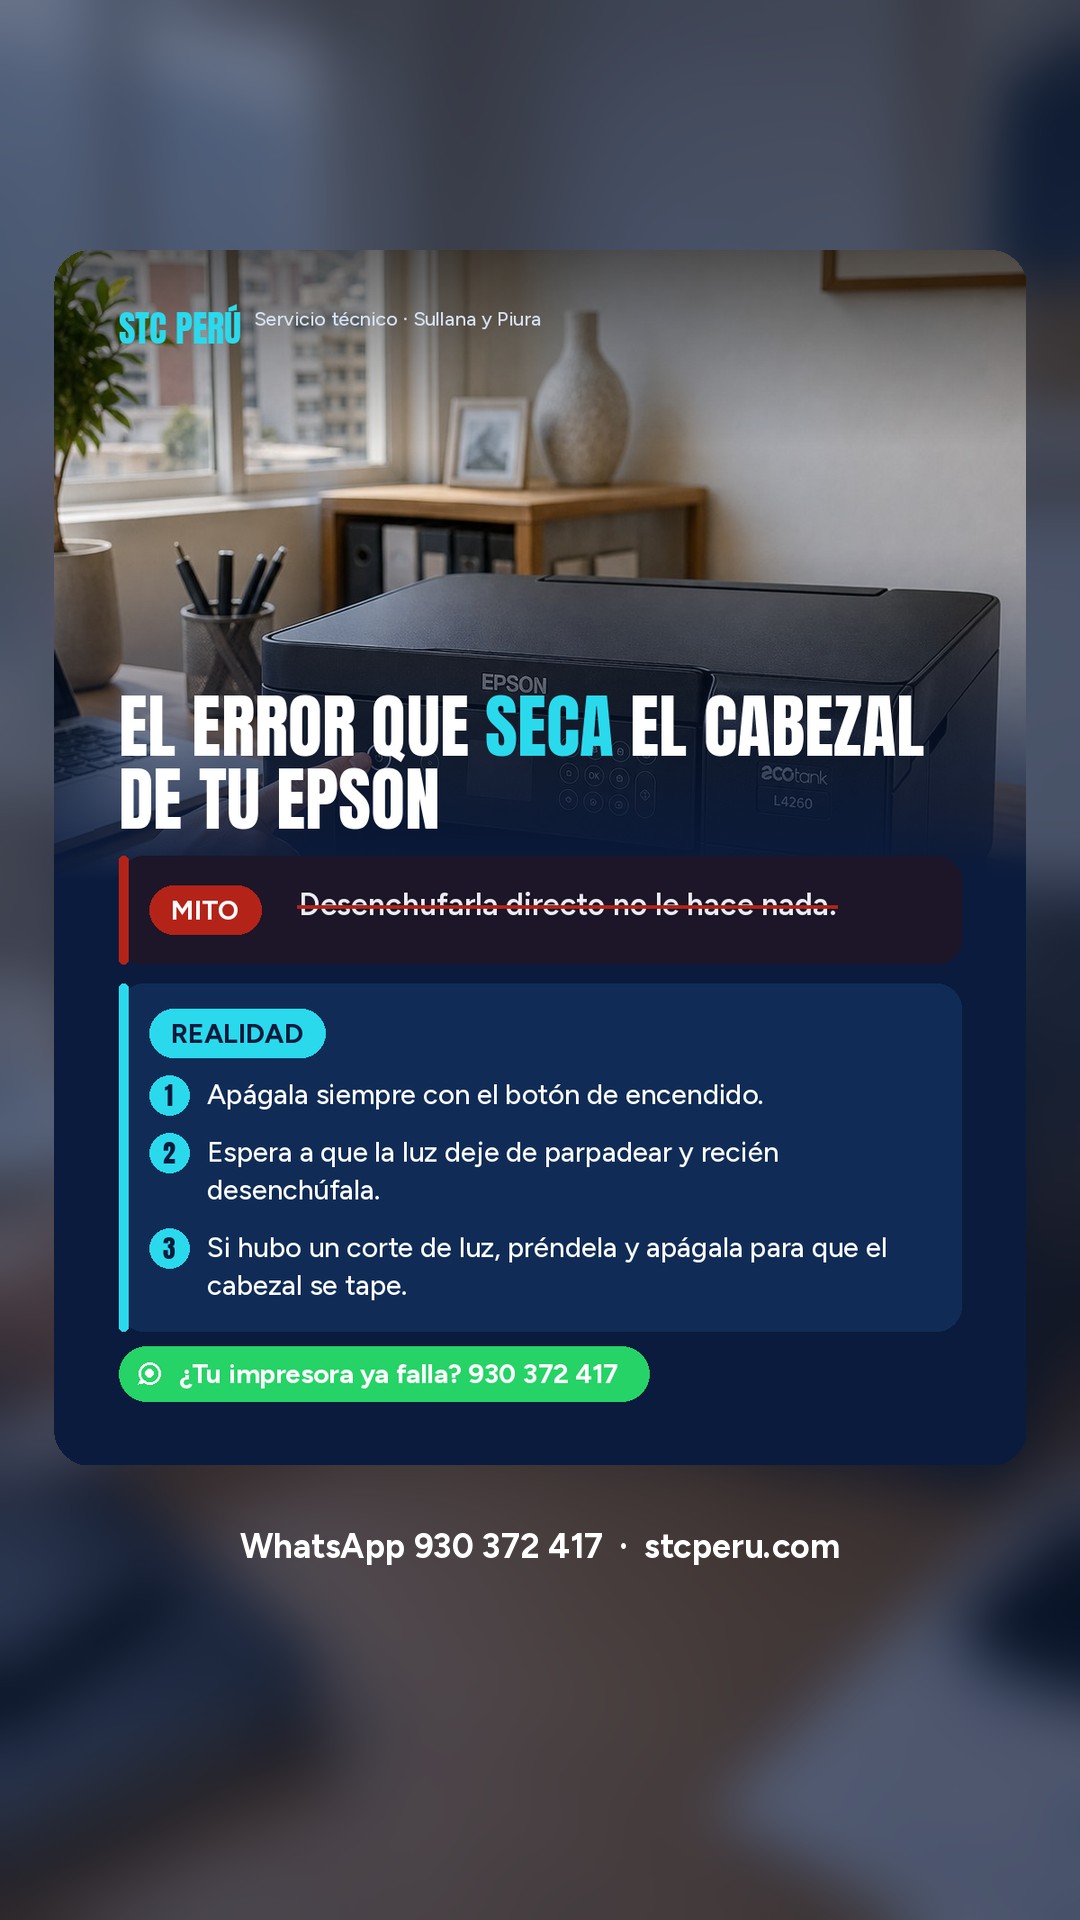 STC PERÚ Servicio técnico · Sullana y Piura
EPSON
EL ERROR QUE SECA EL CABEZAL
DE TU EPSON
OK
ecotank
L4260
MITO Desenchufarla directo no le hace nada.
REALIDAD
1 Apágala siempre con el botón de encendido.
2 Espera a que la luz deje de parpadear y recién
desenchúfala.
3 Si hubo un corte de luz, préndela y apágala para que el
cabezal se tape.
¿Tu impresora ya falla? 930 372 417
WhatsApp 930 372 417 · stcperu.com